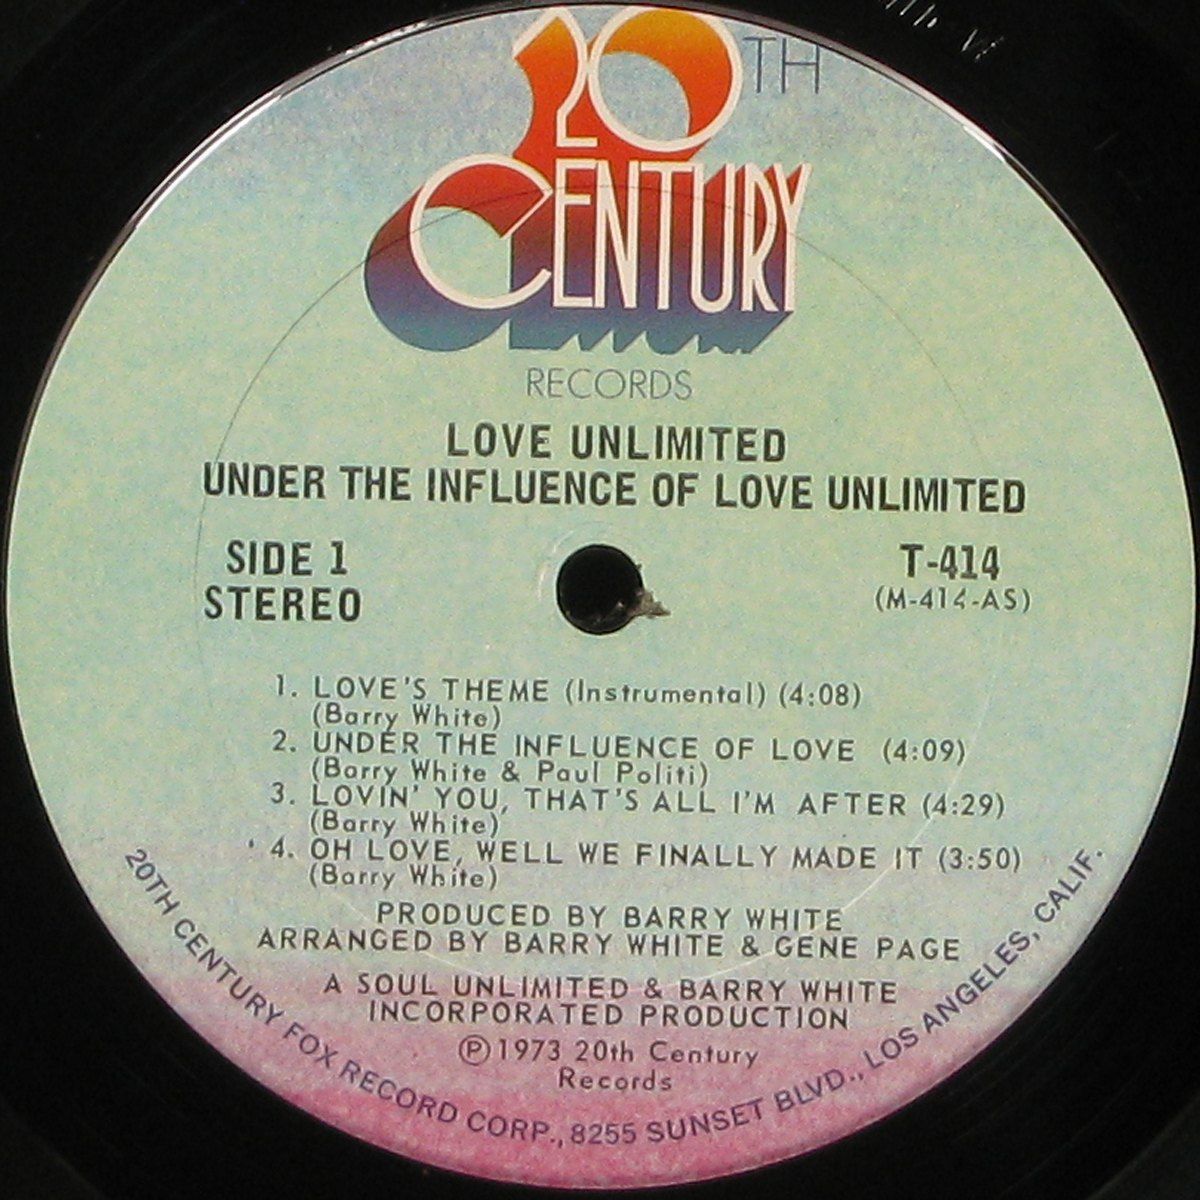 20TH
CENTURY
RECORDS
LOVE UNLIMITED
UNDER THE INFLUENCE OF LOVE UNLIMITED
SIDE 1
STEREO
T-414
(M-414-AS)
1. LOVE'S THEME (Instrumental) (4:08)
(Barry White)
2. UNDER THE INFLUENCE OF LOVE (4:09)
(Barry White & Paul Politi)
3. LOVIN' YOU, THAT'S ALL I'M AFTER (4:29)
(Barry White)
4. OH LOVE, WELL WE FINALLY MADE IT (3:50)
(Barry White)
PRODUCED BY BARRY WHITE
ARRANGED BY BARRY WHITE & GENE PAGE
A SOUL UNLIMITED & BARRY WHITE
INCORPORATED PRODUCTION
Ⓟ1973 20th Century
Records
20TH CENTURY FOX RECORD CORP., 8255 SUNSET BLVD., LOS ANGELES, CALIF.